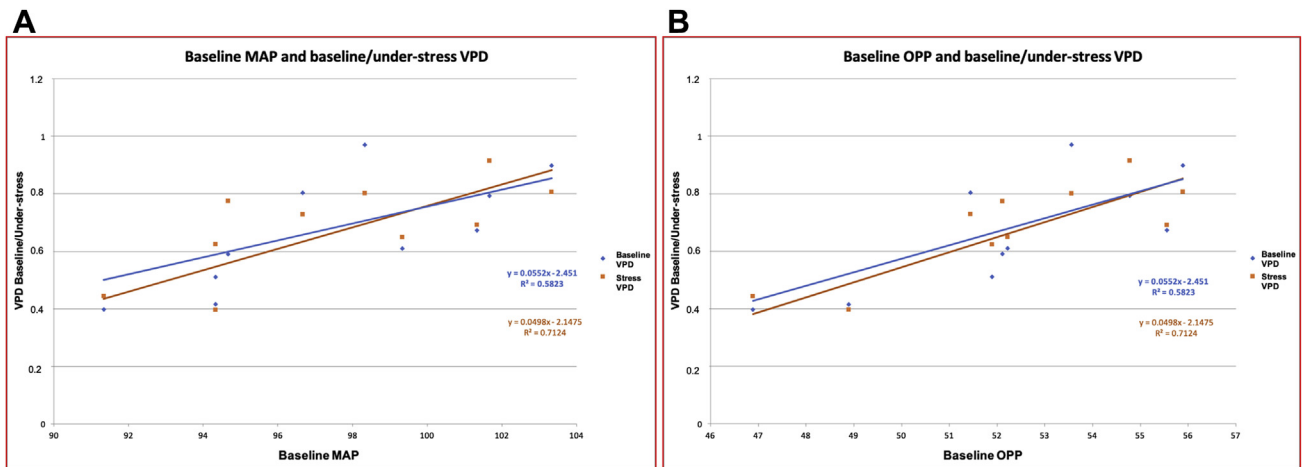 A
Baseline MAP and baseline/under-stress VPD
VPD Baseline/Under-stress
1.2
1
0.8
0.6
0.4
0.2
0
90
92
94
96
98
100
102
104
Baseline MAP
y = 0.0552x - 2.451
R² = 0.5823
y = 0.0498x - 2.1475
R² = 0.7124
Baseline
VPD
Stress
VPD
B
Baseline OPP and baseline/under-stress VPD
VPD Baseline/Under-stress
1.2
1
0.8
0.6
0.4
0.2
0
46
47
48
49
50
51
52
53
54
55
56
57
Baseline OPP
y = 0.0552x - 2.451
R² = 0.5823
y = 0.0498x - 2.1475
R² = 0.7124
Baseline
VPD
Stress
VPD